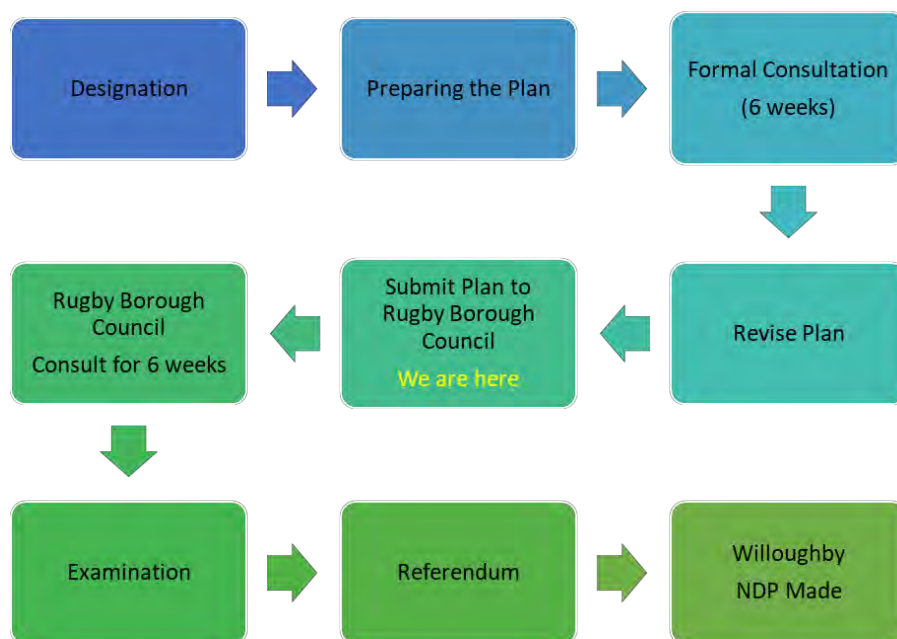 Designation
Preparing the Plan
Formal Consultation
(6 weeks)
Revise Plan
Submit Plan to
Rugby Borough
Council
We are here
Rugby Borough
Council
Consult for 6 weeks
Examination
Referendum
Willoughby
NDP Made